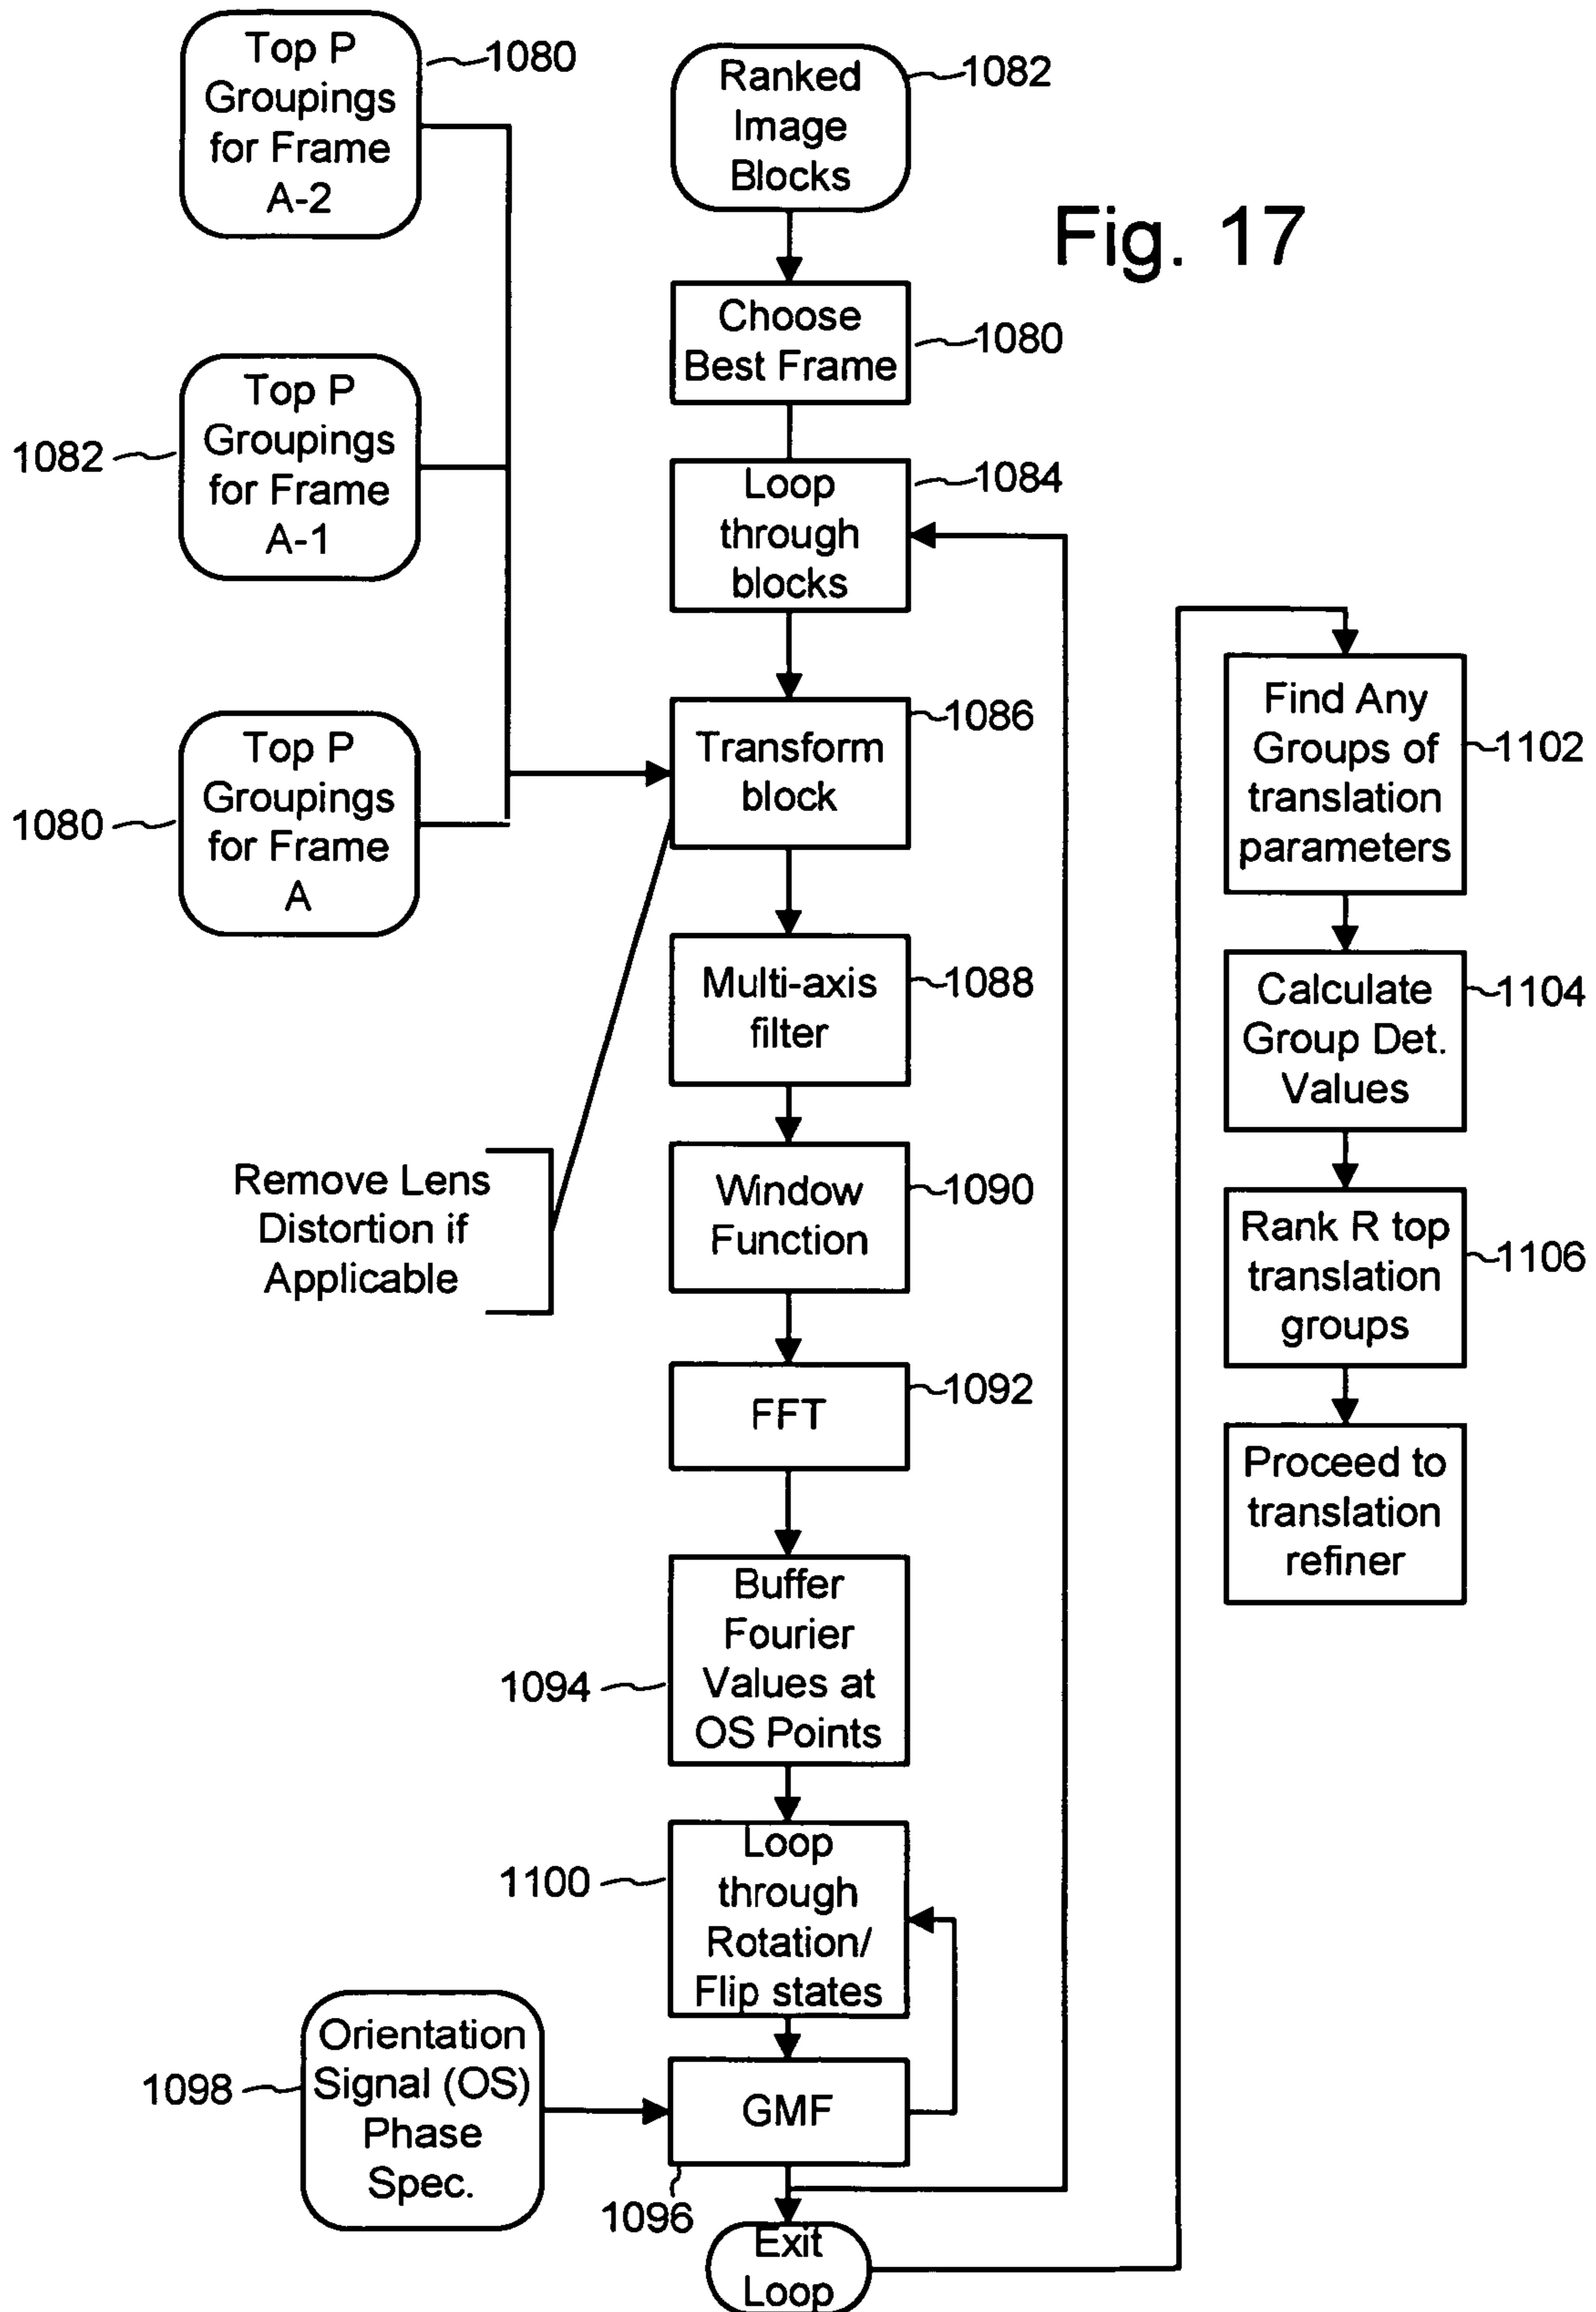 Top P
Groupings
for Frame
A-2
1080
Ranked
Image
Blocks
1082
Fig. 17
Choose
Best Frame
1080
Top P
Groupings
for Frame
A-1
1082
Loop
through
blocks
1084
Top P
Groupings
for Frame
A
1080
Transform
block
1086
Remove Lens
Distortion if
Applicable
Multi-axis
filter
1088
Window
Function
1090
FFT
1092
Buffer
Fourier
Values at
OS Points
1094
Loop
through
Rotation/
Flip states
1100
Orientation
Signal (OS)
Phase
Spec.
1098
GMF
1096
Exit
Loop
Find Any
Groups of
translation
parameters
1102
Calculate
Group Det.
Values
1104
Rank R top
translation
groups
1106
Proceed to
translation
refiner